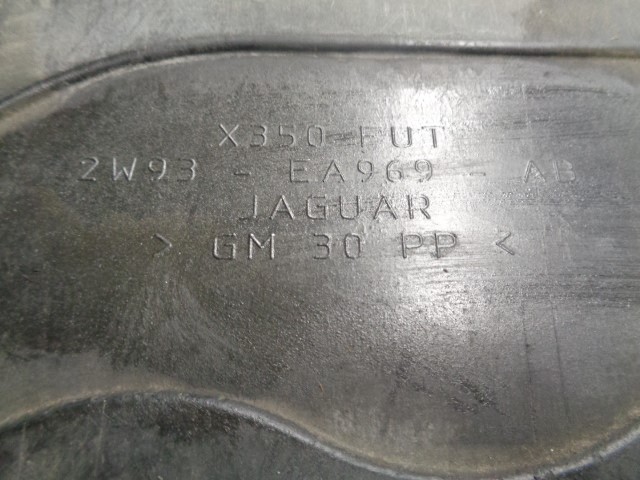 X350-FUT
2W93 - EA969 - AB
JAGUAR
> GM 30 PP <